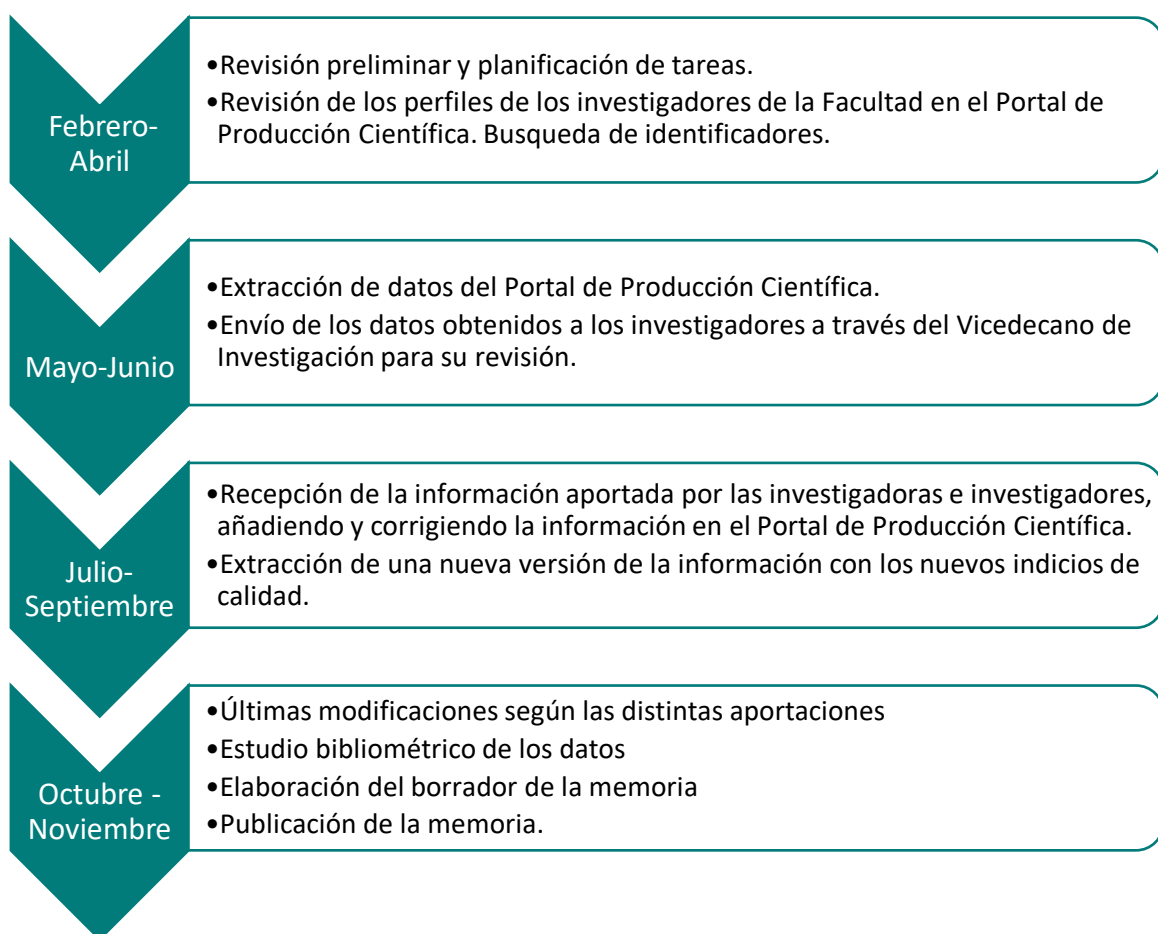 Febrero-
Abril
•Revisión preliminar y planificación de tareas.
•Revisión de los perfiles de los investigadores de la Facultad en el Portal de
Producción Científica. Busqueda de identificadores.
Mayo-Junio
•Extracción de datos del Portal de Producción Científica.
•Envío de los datos obtenidos a los investigadores a través del Vicedecano de
Investigación para su revisión.
Julio-
Septiembre
•Recepción de la información aportada por las investigadoras e investigadores,
añadiendo y corrigiendo la información en el Portal de Producción Científica.
•Extracción de una nueva versión de la información con los nuevos indicios de
calidad.
Octubre -
Noviembre
•Últimas modificaciones según las distintas aportaciones
•Estudio bibliométrico de los datos
•Elaboración del borrador de la memoria
•Publicación de la memoria.